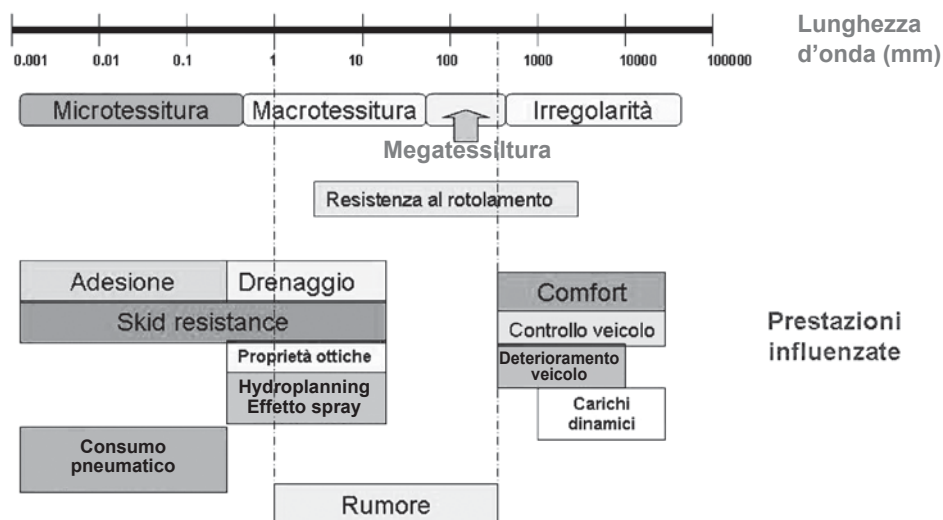 Lunghezza
d'onda (mm)
0.001 0.01 0.1 1 10 100 1000 10000 100000
Microtessitura Macrotessitura Irregolarità
Megatessiltura
Resistenza al rotolamento
Adesione Drenaggio
Comfort
Skid resistance
Controllo veicolo
Prestazioni
influenzate
Proprietà ottiche
Deterioramento
veicolo
Hydroplanning
Effetto spray
Carichi
dinamici
Consumo
pneumatico
Rumore